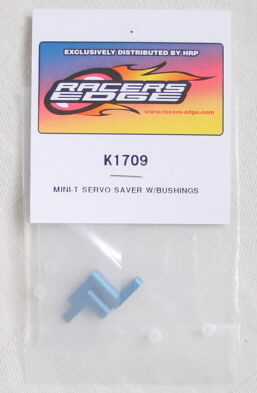 EXCLUSIVELY DISTRIBUTED BY HRP
RACERS
EDGE
www.racers-edge.com
K1709
MINI-T SERVO SAVER W/BUSHINGS